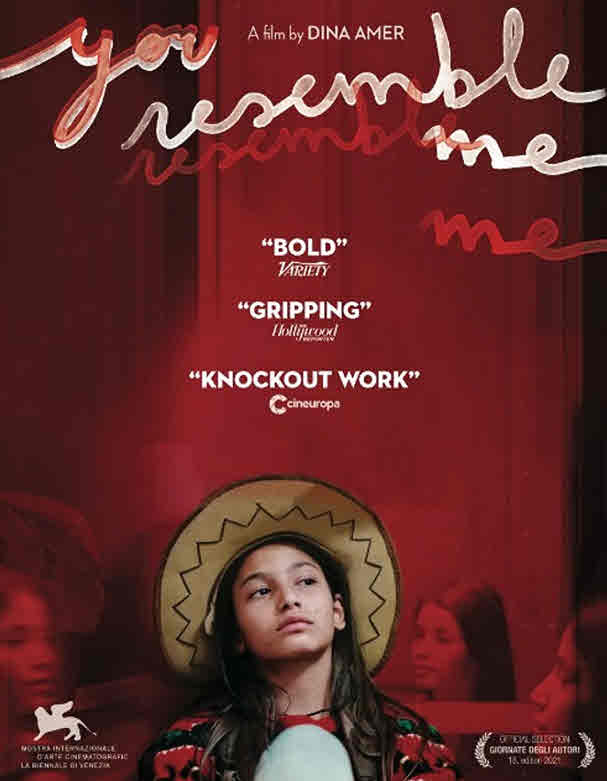 A film by DINA AMER
you
resemble
resemble
me
me
“BOLD”
VARIETY
“GRIPPING”
The Hollywood
REPORTER
“KNOCKOUT WORK”
cineuropa
MOSTRA INTERNAZIONALE
D'ARTE CINEMATOGRAFICA
LA BIENNALE DI VENEZIA
OFFICIAL SELECTION
GIORNATE DEGLI AUTORI
18. edition 2021